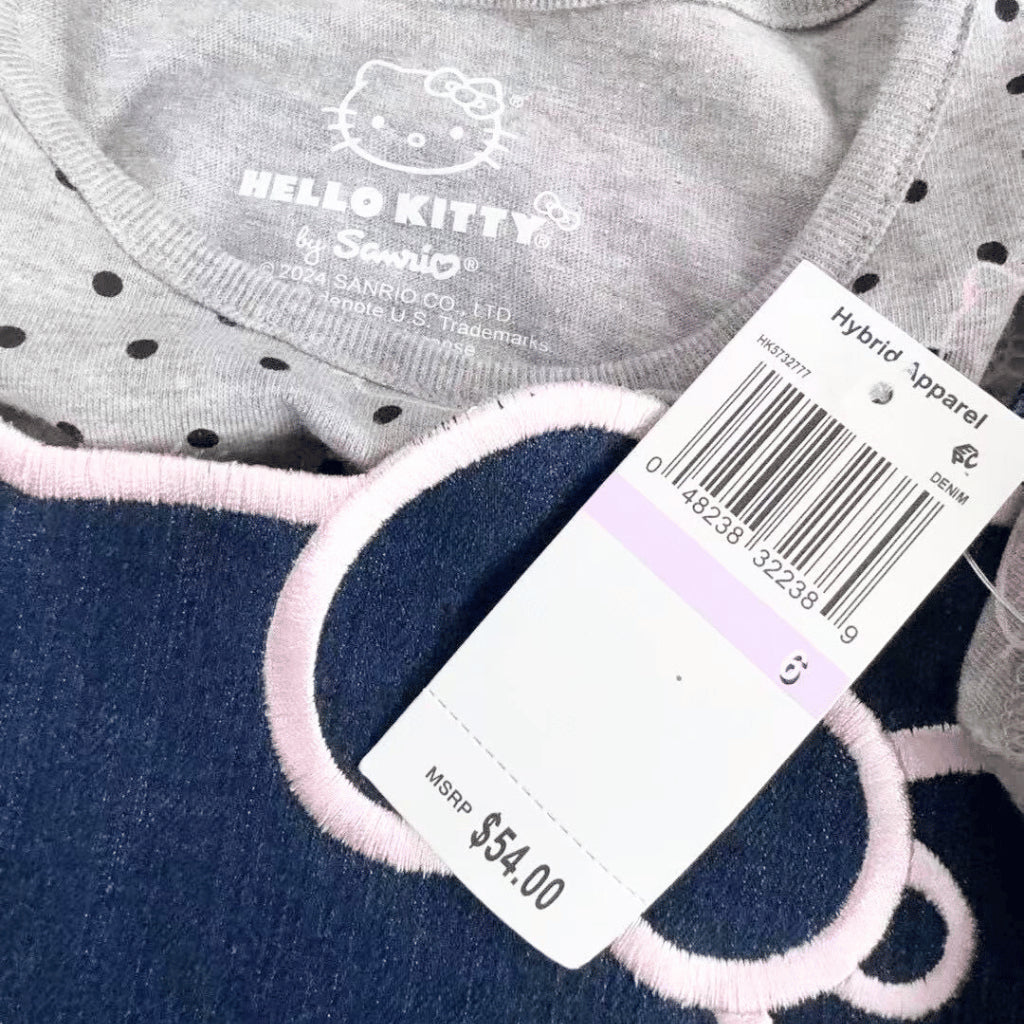 HELLO KITTY®
by Sanrio®
© 2024 SANRIO CO., LTD
denote U.S. Trademarks
Hybrid Apparel
HK5732777
DENIM
0 48238 32238 9
6
MSRP $54.00